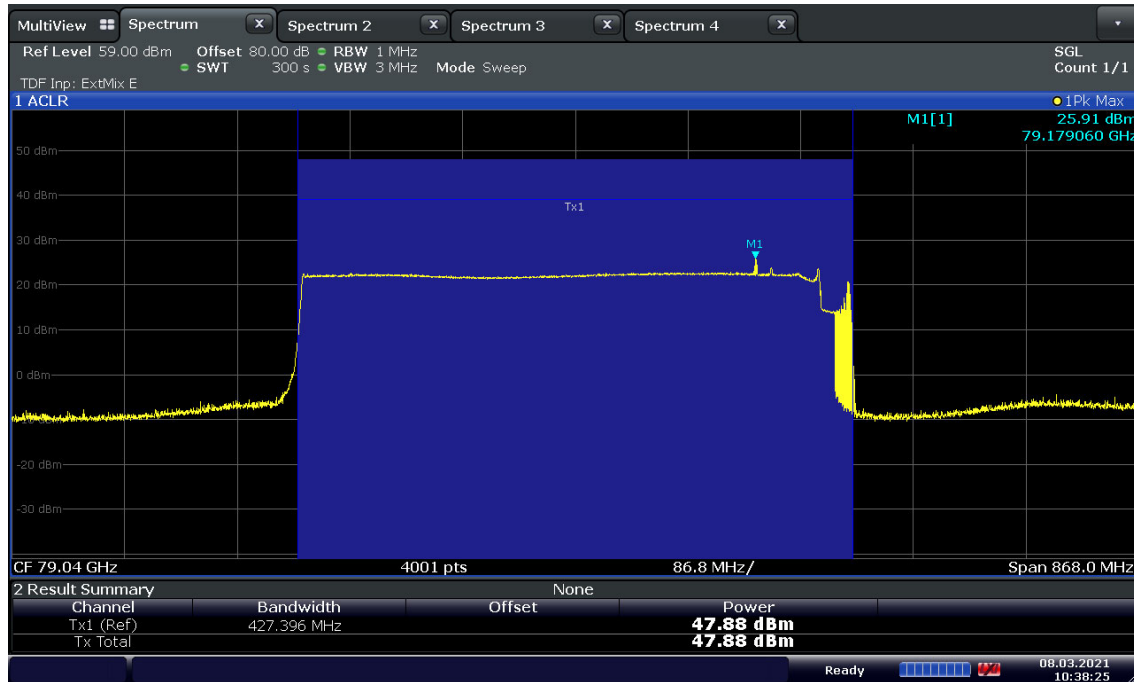 MultiView Spectrum X Spectrum 2 X Spectrum 3 X Spectrum 4 X
Ref Level 59.00 dBm Offset 80.00 dB RBW 1 MHz SGL
SWT 300 s VBW 3 MHz Mode Sweep Count 1/1
TDF Inp: ExtMix E
1 ACLR 1Pk Max
M1[1] 25.91 dBm
79.179060 GHz
50 dBm
40 dBm
Tx1
30 dBm
M1
20 dBm
10 dBm
0 dBm
-10 dBm
-20 dBm
-30 dBm
CF 79.04 GHz 4001 pts 86.8 MHz/ Span 868.0 MHz
2 Result Summary None
Channel Bandwidth Offset Power
Tx1 (Ref) 427.396 MHz 47.88 dBm
Tx Total 47.88 dBm
Ready 08.03.2021
10:38:25